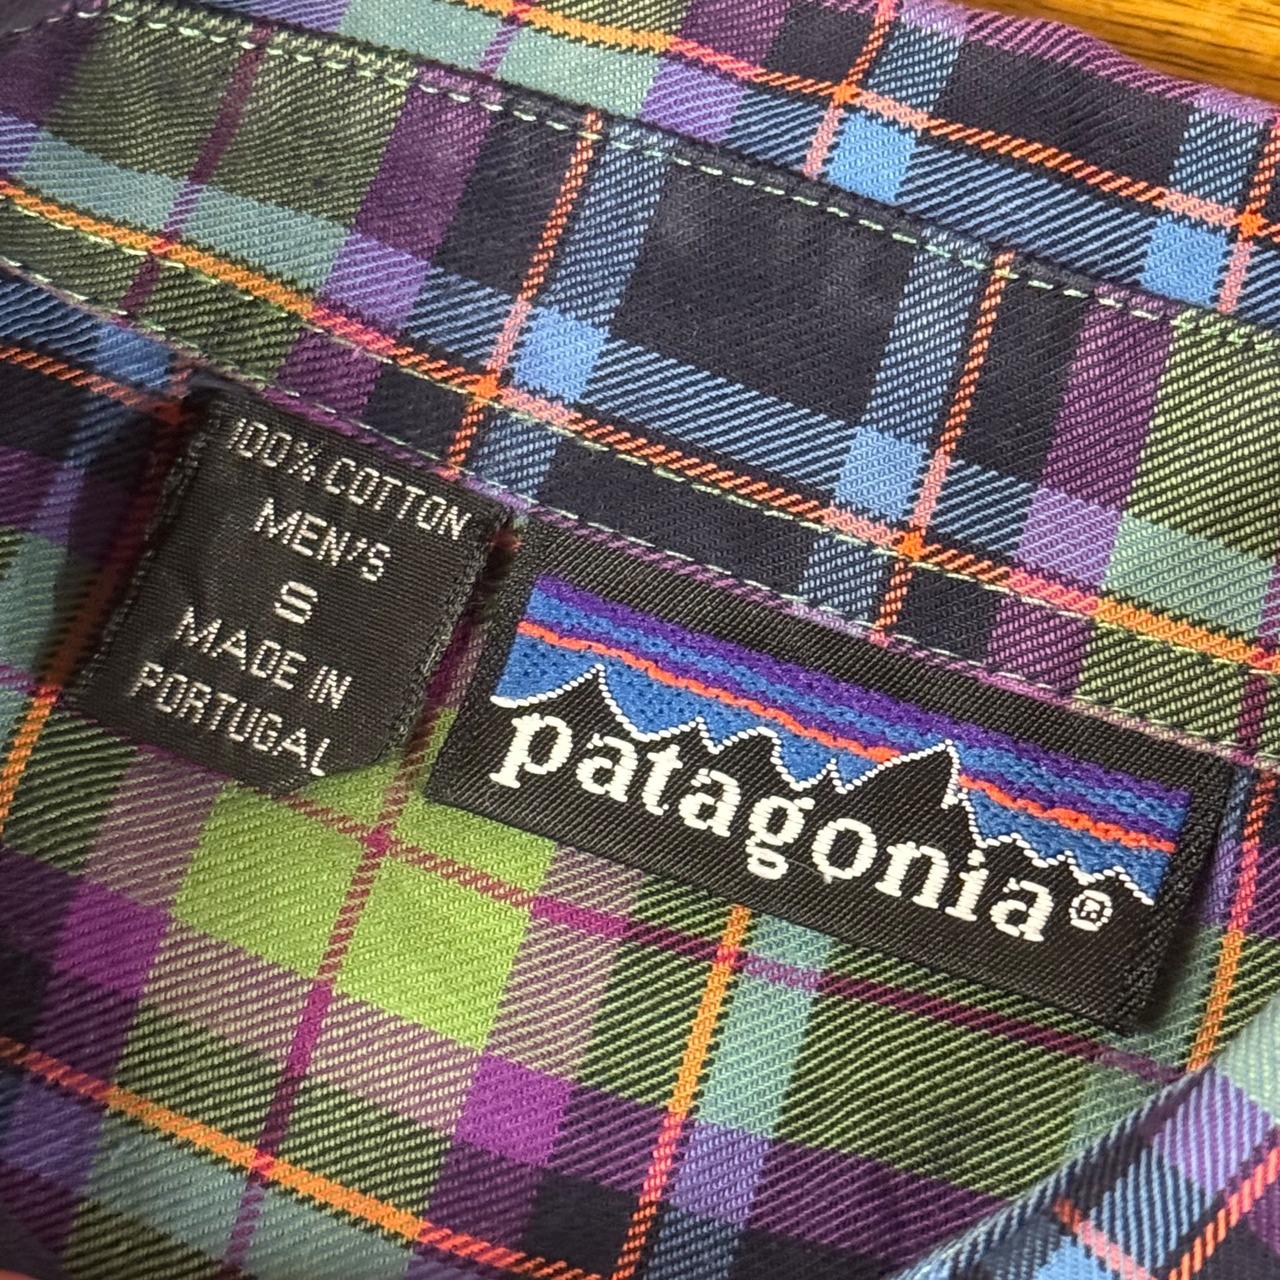 100% COTTON
MEN'S
S
MADE IN
PORTUGAL
patagonia®